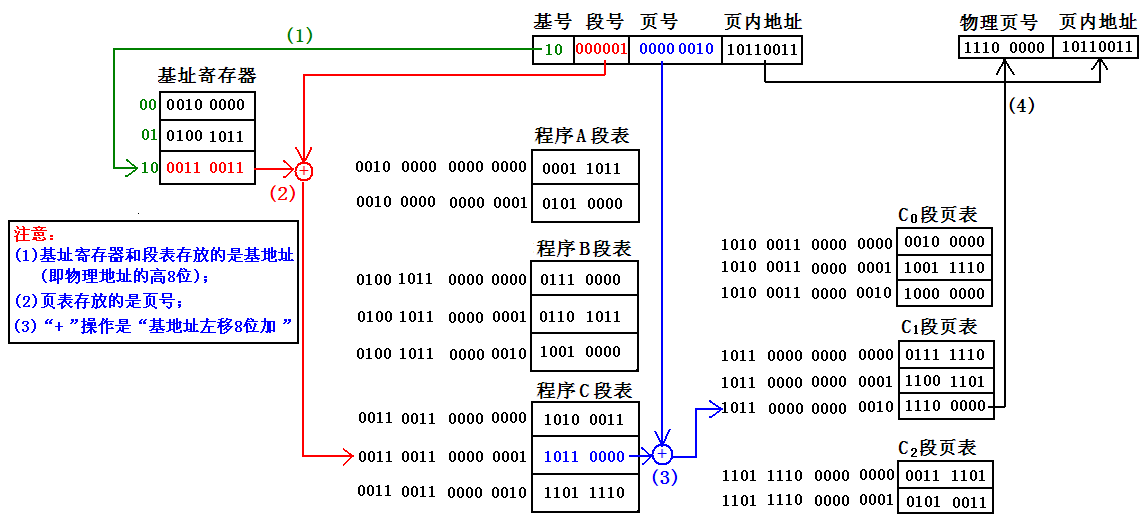 基号 段号 页号 页内地址
10 000001 0000 0010 10110011
物理页号 页内地址
1110 0000 10110011
(1)
(4)
基址寄存器
00 0010 0000
01 0100 1011
10 0011 0011
+
(2)
程序A段表
0010 0000 0000 0000 0001 1011
0010 0000 0000 0001 0101 0000
程序B段表
0100 1011 0000 0000 0111 0000
0100 1011 0000 0001 0110 1011
0100 1011 0000 0010 1001 0000
程序C段表
0011 0011 0000 0000 1010 0011
0011 0011 0000 0001 1011 0000
0011 0011 0000 0010 1101 1110
+
(3)
C0段页表
1010 0011 0000 0000 0010 0000
1010 0011 0000 0001 1001 1110
1010 0011 0000 0010 1000 0000
C1段页表
1011 0000 0000 0000 0111 1110
1011 0000 0000 0001 1100 1101
1011 0000 0000 0010 1110 0000
C2段页表
1101 1110 0000 0000 0011 1101
1101 1110 0000 0001 0101 0011
注意：
(1)基址寄存器和段表存放的是基地址
(即物理地址的高8位)；
(2)页表存放的是页号；
(3)“+”操作是“基地址左移8位加 ”